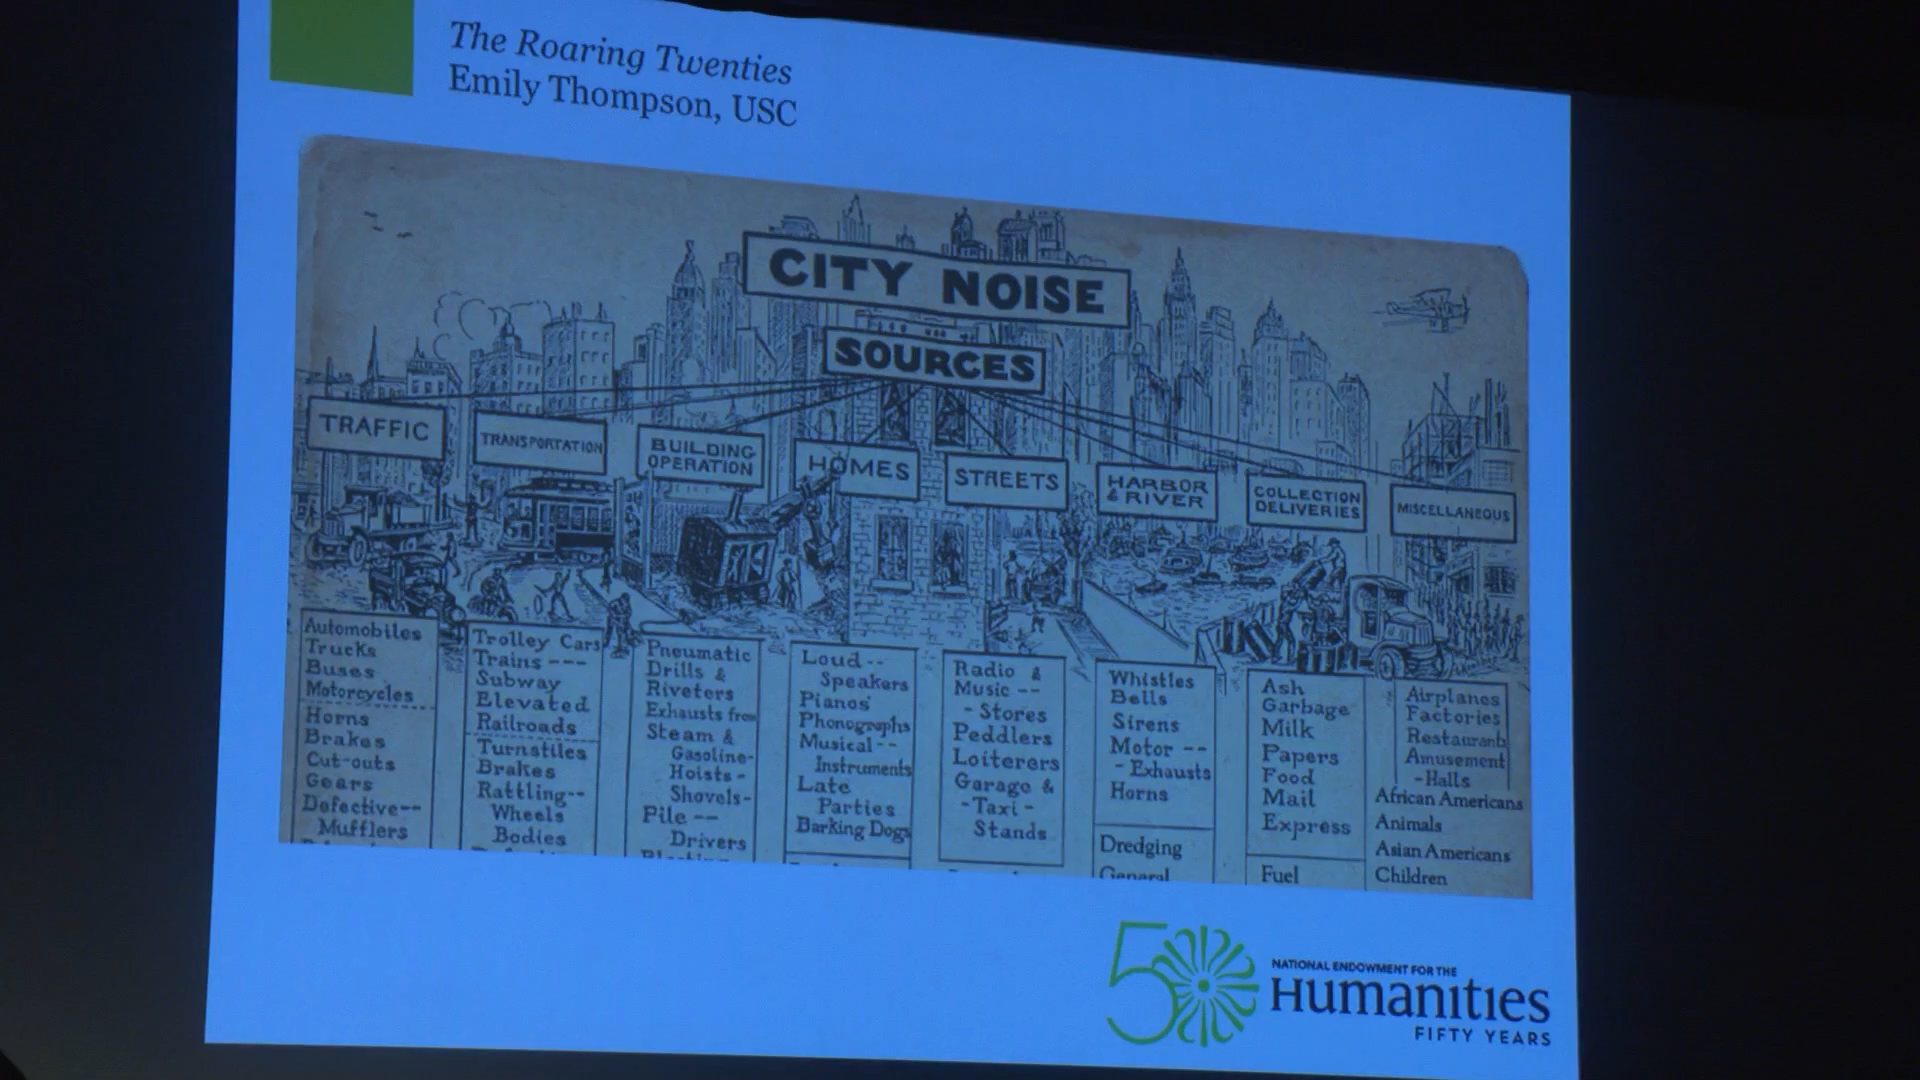 The Roaring Twenties
Emily Thompson, USC
CITY NOISE
SOURCES
TRAFFIC
TRANSPORTATION
BUILDING
OPERATION
HOMES
STREETS
HARBOR
& RIVER
COLLECTION
DELIVERIES
MISCELLANEOUS
Automobiles
Trucks
Buses
Motorcycles
Horns
Brakes
Cut-outs
Gears
Defective--
Mufflers
Trolley Cars
Trains ---
Subway
Elevated
Railroads
Turnstiles
Brakes
Rattling--
Wheels
Bodies
Pneumatic
Drills &
Riveters
Exhausts from
Steam &
Gasoline-
Hoists-
Shovels-
Pile --
Drivers
Loud--
Speakers
Pianos
Phonographs
Musical--
Instruments
Late
Parties
Barking Dogs
Radio &
Music --
- Stores
Peddlers
Loiterers
Garage &
-Taxi-
Stands
Whistles
Bells
Sirens
Motor --
- Exhausts
Horns
Dredging
General
Ash
Garbage
Milk
Papers
Food
Mail
Express
Fuel
Airplanes
Factories
Restaurants
Amusement
-Halls
African Americans
Animals
Asian Americans
Children
50
NATIONAL ENDOWMENT FOR THE
Humanities
FIFTY YEARS